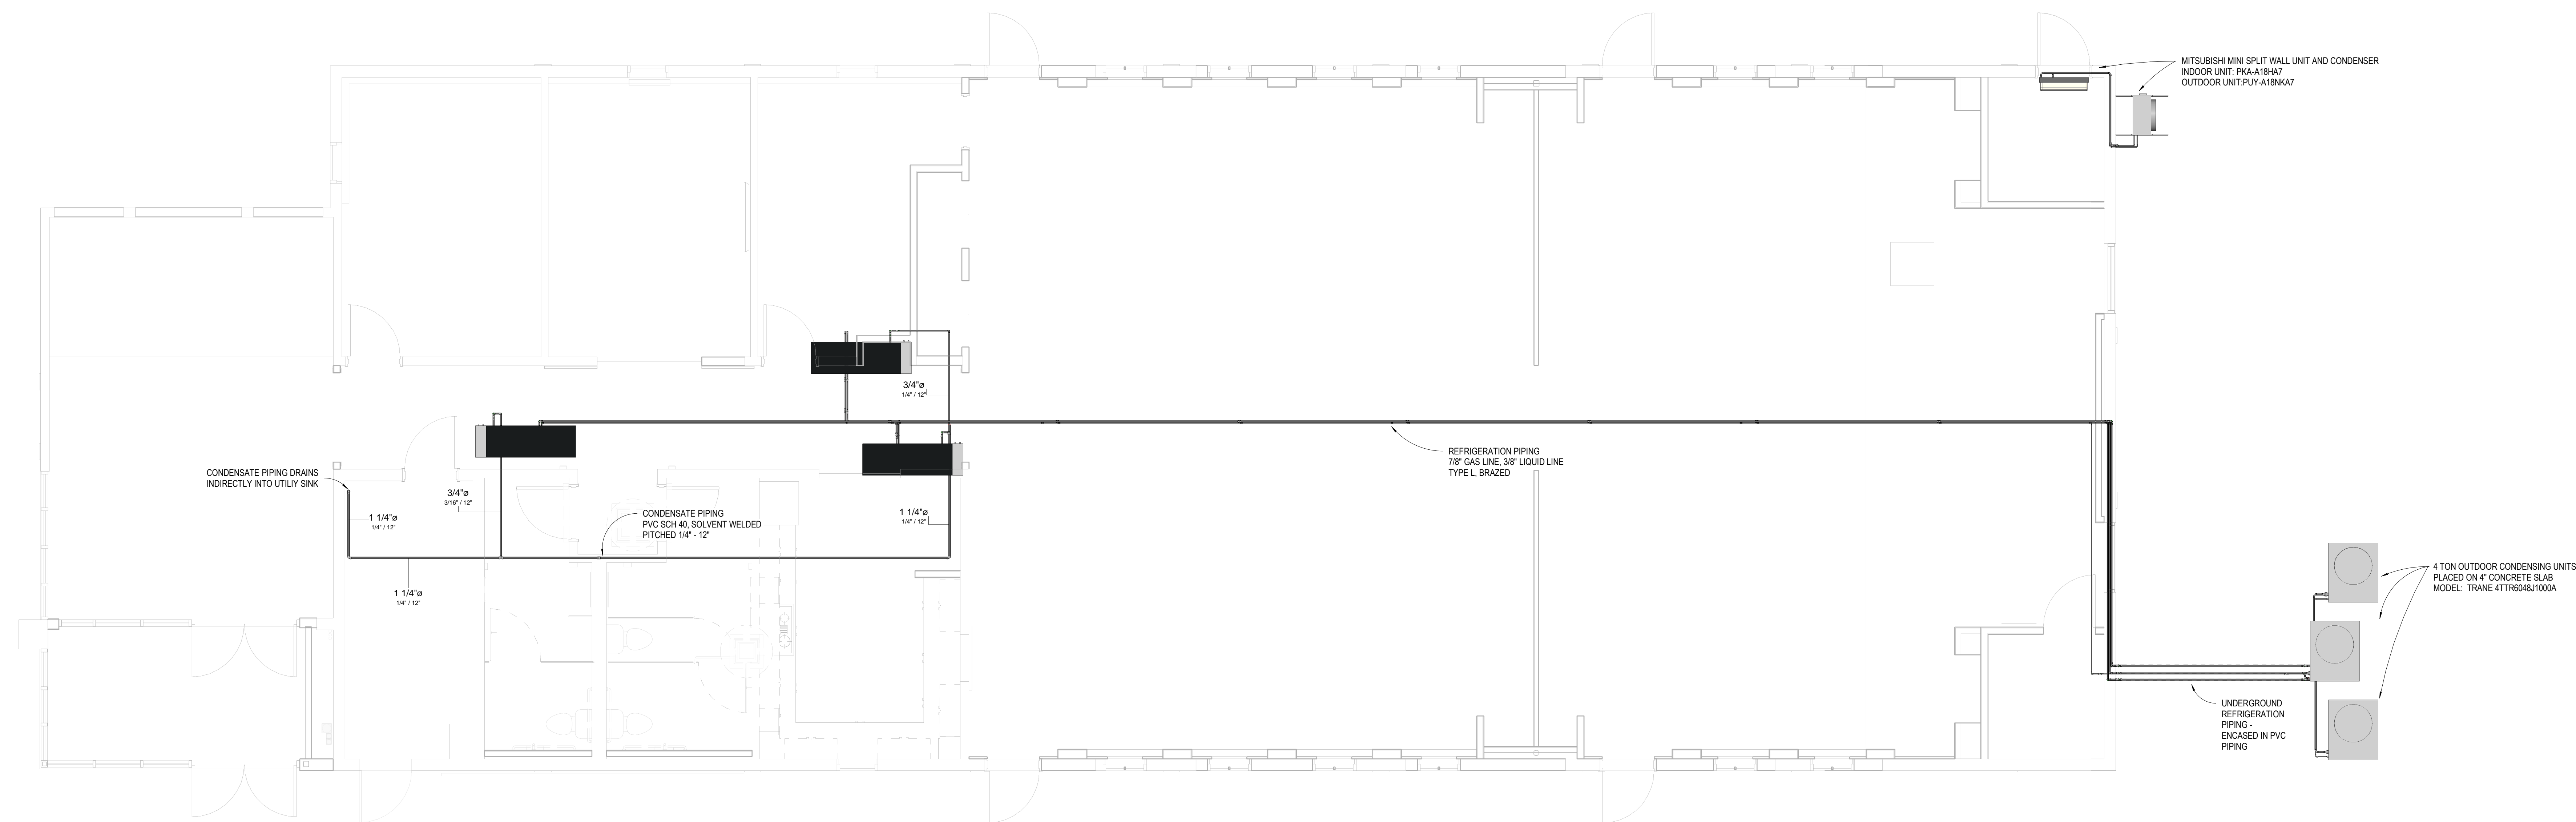 MITSUBISHI MINI SPLIT WALL UNIT AND CONDENSER
INDOOR UNIT: PKA-A18HA7
OUTDOOR UNIT:PUY-A18NKA7
3/4"ø
1/4" / 12"
REFRIGERATION PIPING
7/8" GAS LINE, 3/8" LIQUID LINE
TYPE L, BRAZED
CONDENSATE PIPING DRAINS
INDIRECTLY INTO UTILIY SINK
3/4"ø
3/16" / 12"
1 1/4"ø
1/4" / 12"
CONDENSATE PIPING
PVC SCH 40, SOLVENT WELDED
PITCHED 1/4" - 12"
1 1/4"ø
1/4" / 12"
1 1/4"ø
1/4" / 12"
4 TON OUTDOOR CONDENSING UNITS
PLACED ON 4" CONCRETE SLAB
MODEL: TRANE 4TTR6048J1000A
UNDERGROUND
REFRIGERATION
PIPING -
ENCASED IN PVC
PIPING